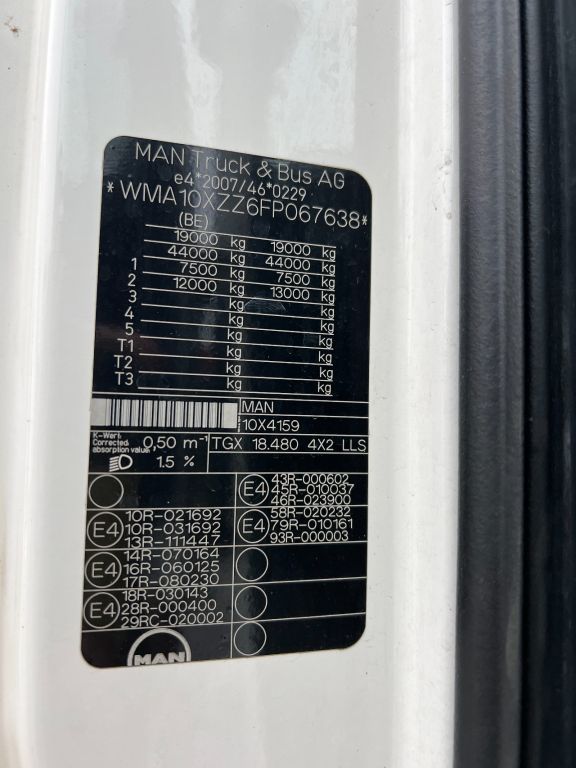 MAN Truck & Bus AG
e4*2007/46*0229
*WMA10XZZ6FP067638*
(BE)
19000 kg 19000 kg
44000 kg 44000 kg
1 7500 kg 7500 kg
2 12000 kg 13000 kg
3 kg kg
4 kg kg
5 kg kg
T1 kg kg
T2 kg kg
T3 kg kg
MAN
10X4159
K-Wert
Corrected
absorption value: 0,50 m⁻¹
TGX 18.480 4X2 LLS
1.5 %
E4 43R-000602
45R-010037
46R-023900
10R-021692
E4 10R-031692
13R-111447
58R-020232
E4 79R-010161
93R-000003
14R-070164
E4 16R-060125
17R-080230
18R-030143
E4 28R-000400
29RC-020002
MAN